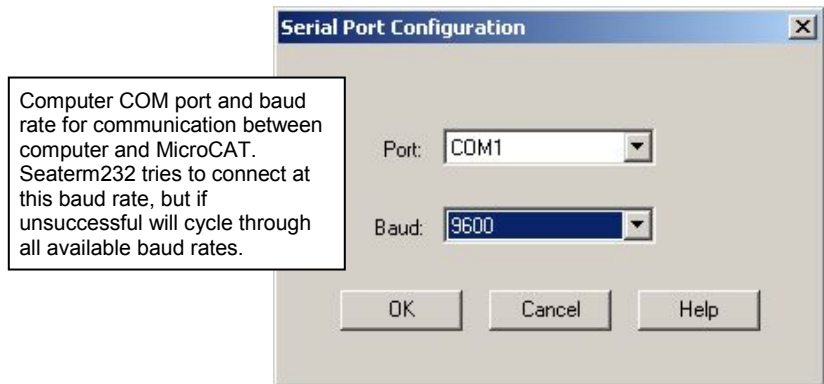 Serial Port Configuration
Computer COM port and baud
rate for communication between
computer and MicroCAT.
Seaterm232 tries to connect at
this baud rate, but if
unsuccessful will cycle through
all available baud rates.
Port: COM1
Baud: 9600
OK Cancel Help